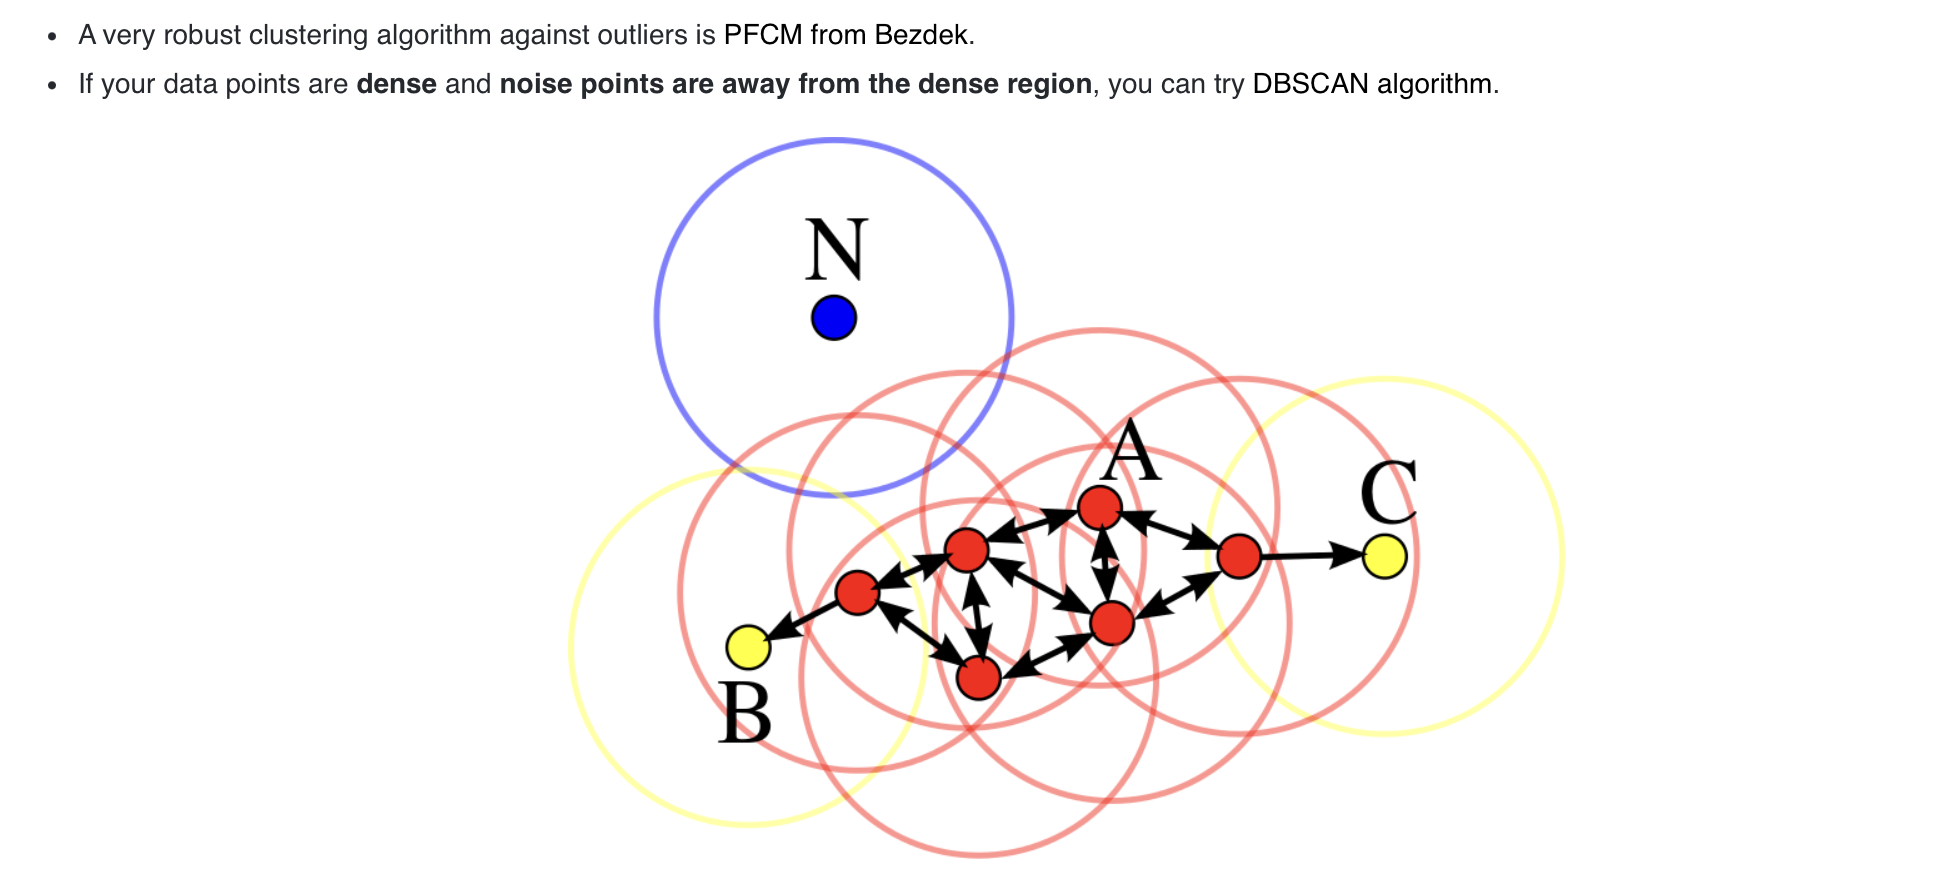 A very robust clustering algorithm against outliers is PFCM from Bezdek.
If your data points are dense and noise points are away from the dense region, you can try DBSCAN algorithm.
N
A
C
B